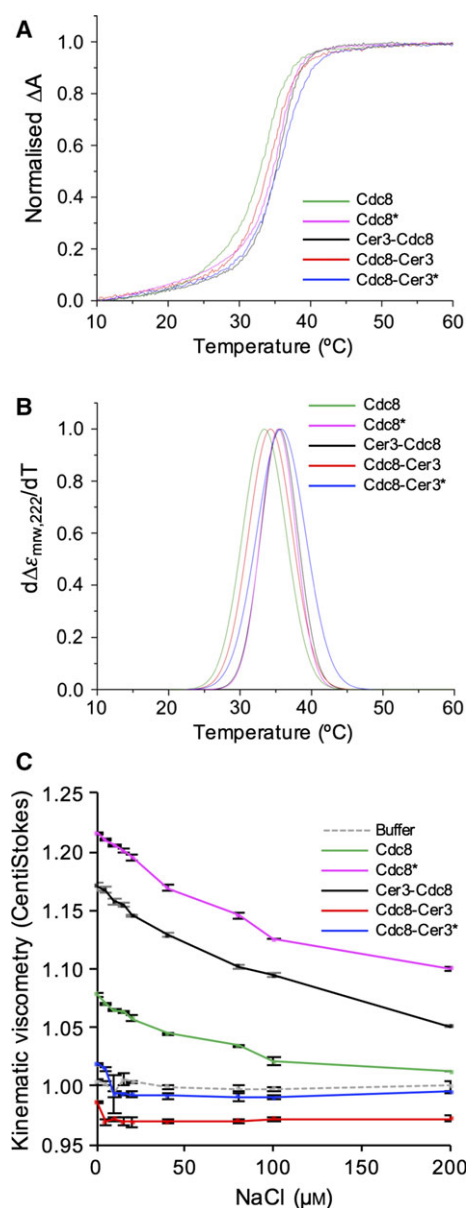 A
Normalised ΔA
1.0
0.8
0.6
0.4
0.2
0.0
Cdc8
Cdc8*
Cer3-Cdc8
Cdc8-Cer3
Cdc8-Cer3*
10 20 30 40 50 60
Temperature (ºC)
B
dΔε mrw,222/dT
1.0
0.8
0.6
0.4
0.2
0.0
Cdc8
Cdc8*
Cer3-Cdc8
Cdc8-Cer3
Cdc8-Cer3*
10 20 30 40 50 60
Temperature (ºC)
C
Kinematic viscometry (CentiStokes)
1.25
1.20
1.15
1.10
1.05
1.00
0.95
Buffer
Cdc8
Cdc8*
Cer3-Cdc8
Cdc8-Cer3
Cdc8-Cer3*
0 50 100 150 200
NaCl (μM)